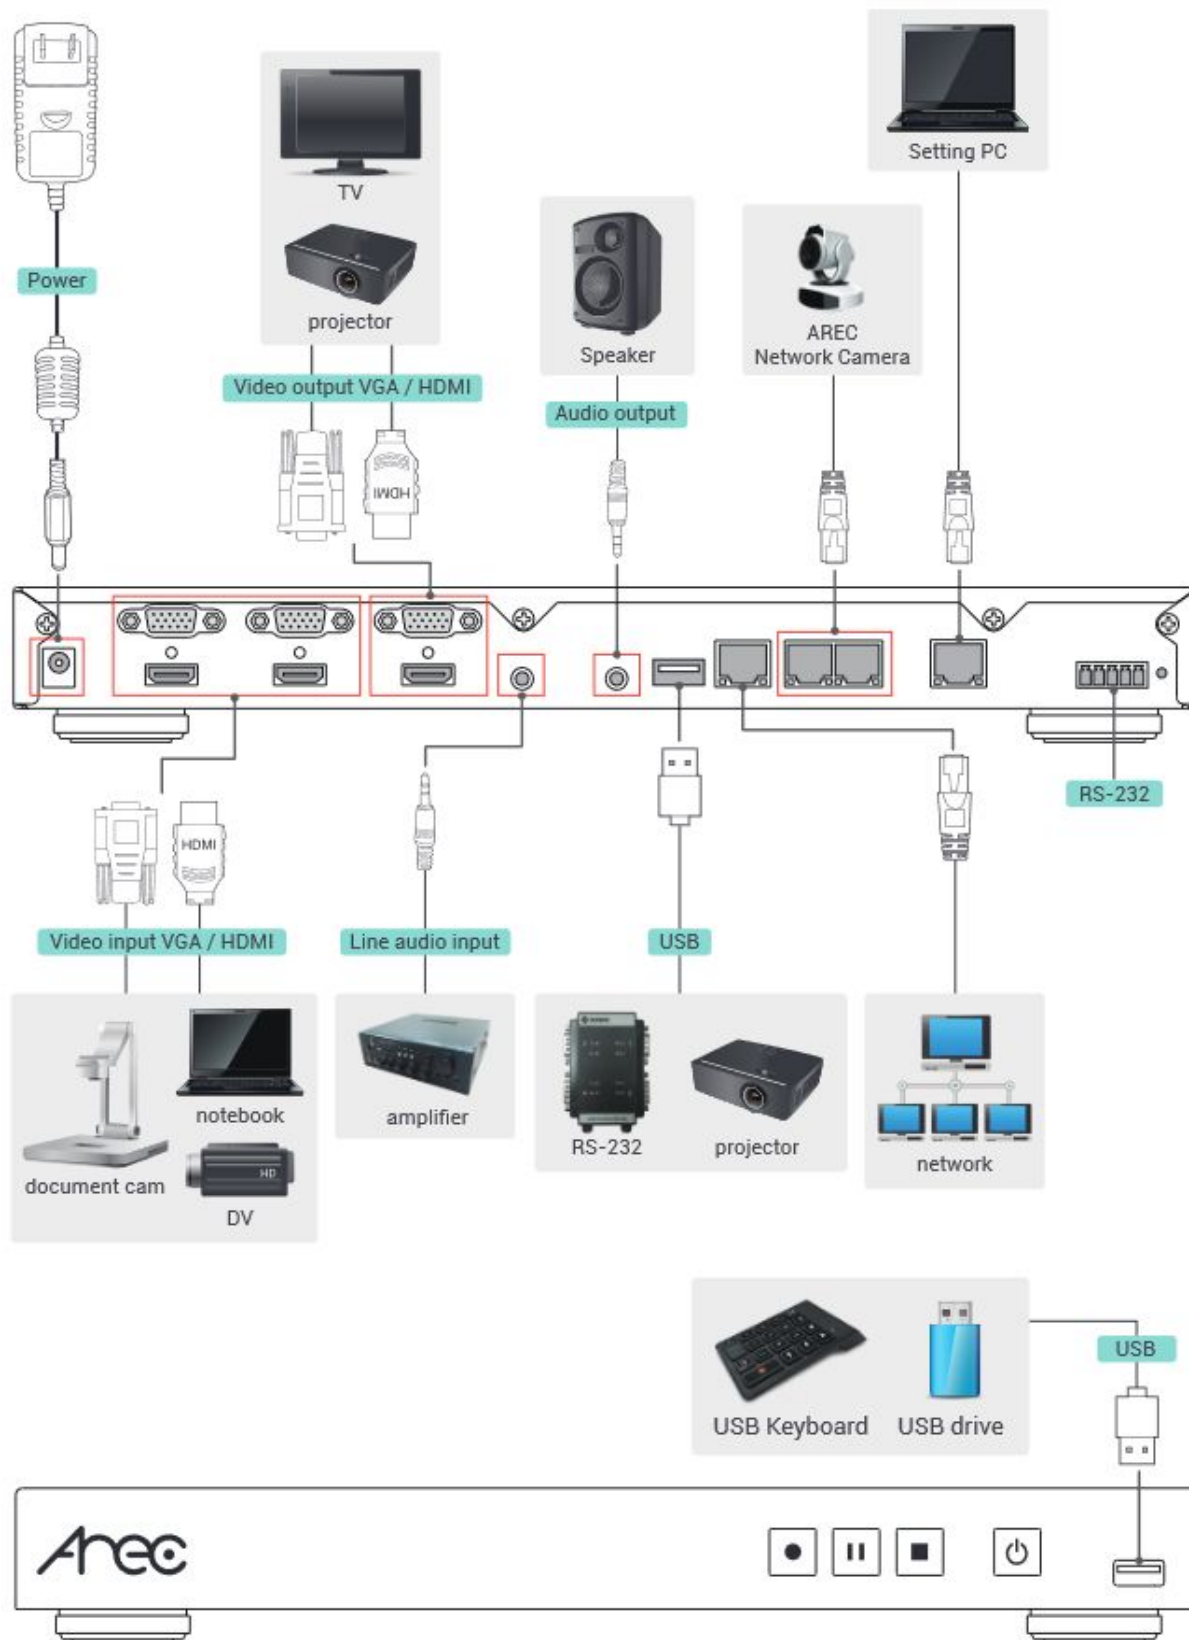 Setting PC
TV
projector
Power
Speaker
AREC
Network Camera
Video output VGA / HDMI
Audio output
HDMI
RS-232
HDMI
Video input VGA / HDMI
Line audio input
USB
notebook
document cam
HD
DV
amplifier
RS-232
projector
network
USB Keyboard
USB drive
USB
Arec